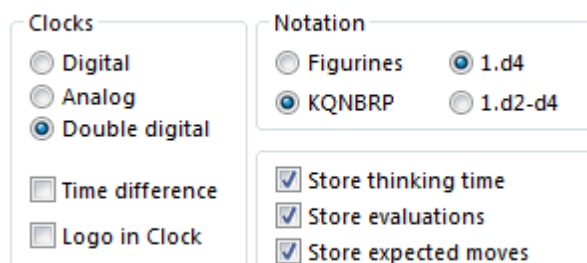 Clocks
Digital
Analog
Double digital
Time difference
Logo in Clock
Notation
Figurines
1.d4
KQNBRP
1.d2-d4
Store thinking time
Store evaluations
Store expected moves